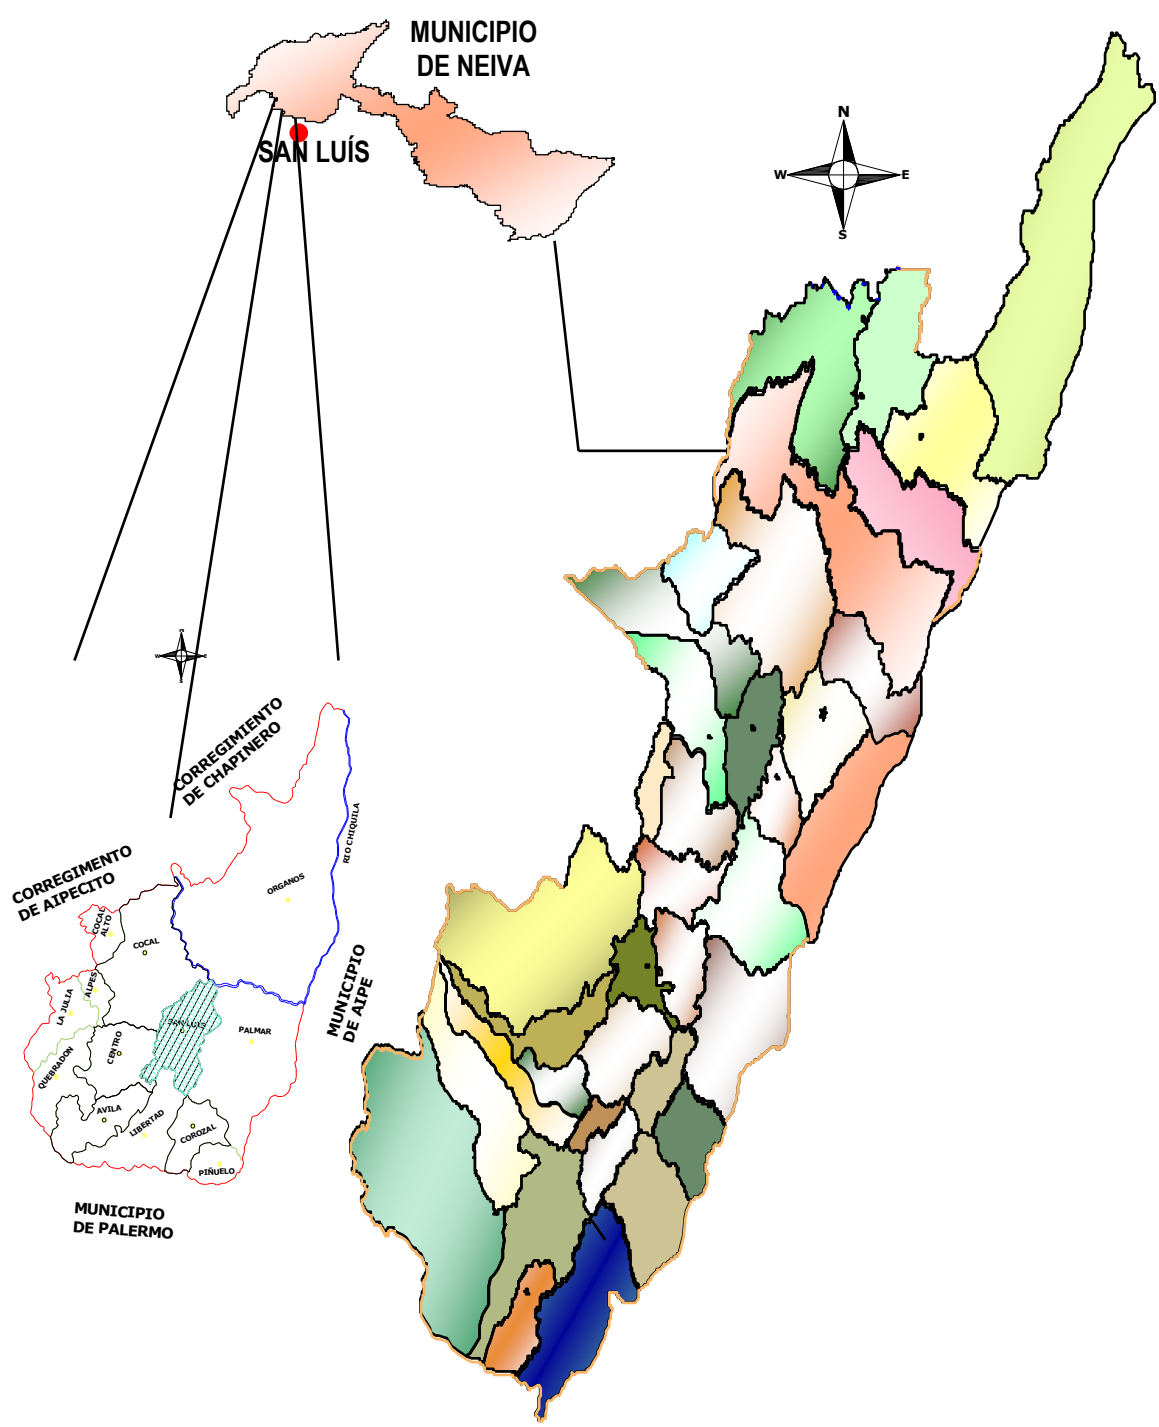 MUNICIPIO
DE NEIVA
SAN LUÍS
N
W
E
S
CORREGIMIENTO
DE CHAPINERO
RIO CHIQUILA
CORREGIMENTO
DE AIPECITO
ORGANOS
COCAL
ALTO
COCAL
ALPES
LA JULIA
SAN LUIS
PALMAR
MUNICIPIO
DE AIPE
CENTRO
QUEBRADON
AVILA
LIBERTAD
COROZAL
PIÑUELO
MUNICIPIO
DE PALERMO